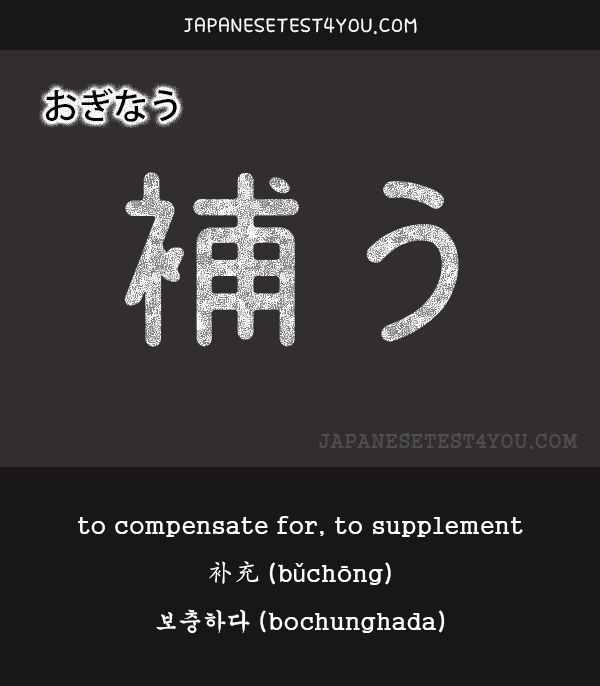 JAPANESETEST4YOU.COM
おぎなう
補う
JAPANESETEST4YOU.COM
to compensate for, to supplement
补充 (bǔchōng)
보충하다 (bochunghada)